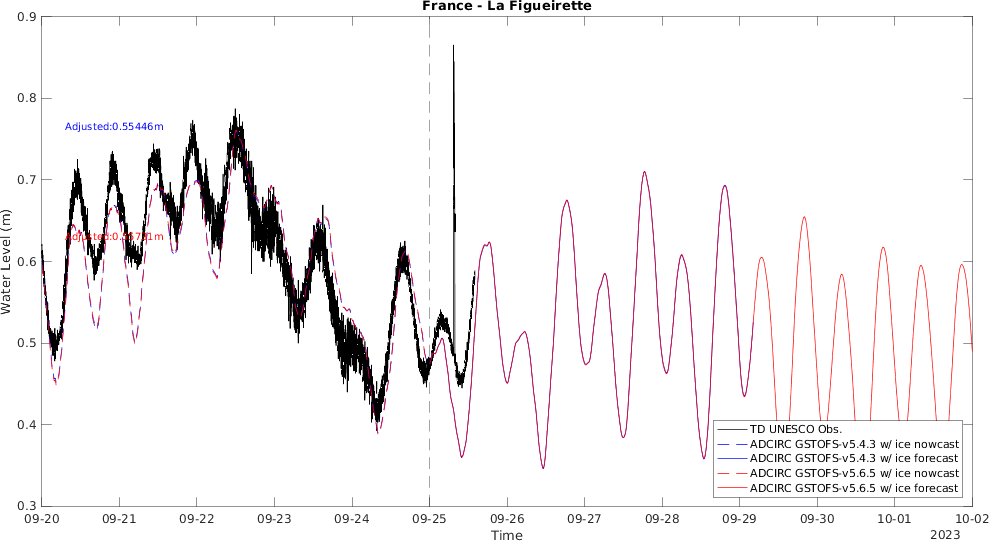 France - La Figueirette
0.9
0.8
0.7
0.6
0.5
0.4
0.3
Water Level (m)
Adjusted:0.55446m
TD UNESCO Obs.
ADCIRC GSTOFS-v5.4.3 w/ ice nowcast
ADCIRC GSTOFS-v5.4.3 w/ ice forecast
ADCIRC GSTOFS-v5.6.5 w/ ice nowcast
ADCIRC GSTOFS-v5.6.5 w/ ice forecast
09-20 09-21 09-22 09-23 09-24 09-25 09-26 09-27 09-28 09-29 09-30 10-01 10-02
Time
2023